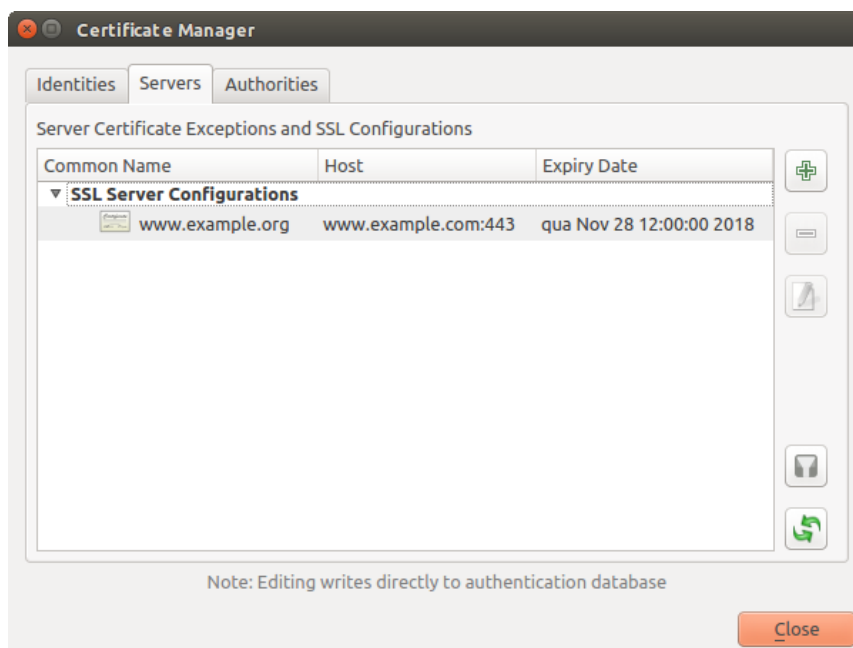 Certificate Manager
Identities Servers Authorities
Server Certificate Exceptions and SSL Configurations
Common Name Host Expiry Date
SSL Server Configurations
www.example.org www.example.com:443 qua Nov 28 12:00:00 2018
Note: Editing writes directly to authentication database
Close